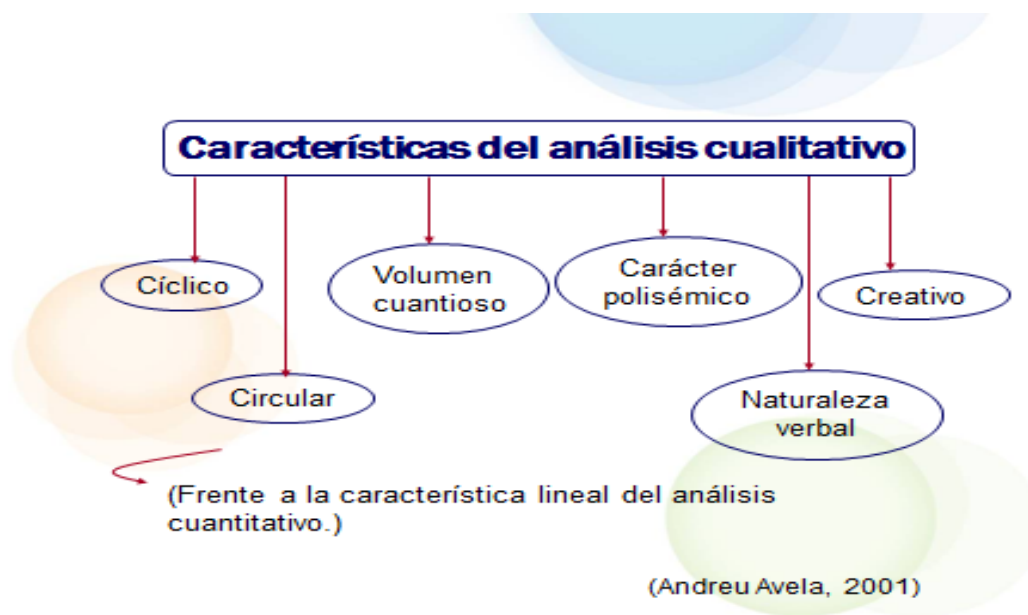 Características del análisis cualitativo
Cíclico
Volumen
cuantioso
Carácter
polisémico
Creativo
Circular
Naturaleza
verbal
(Frente a la característica lineal del análisis
cuantitativo.)
(Andreu Avela, 2001)